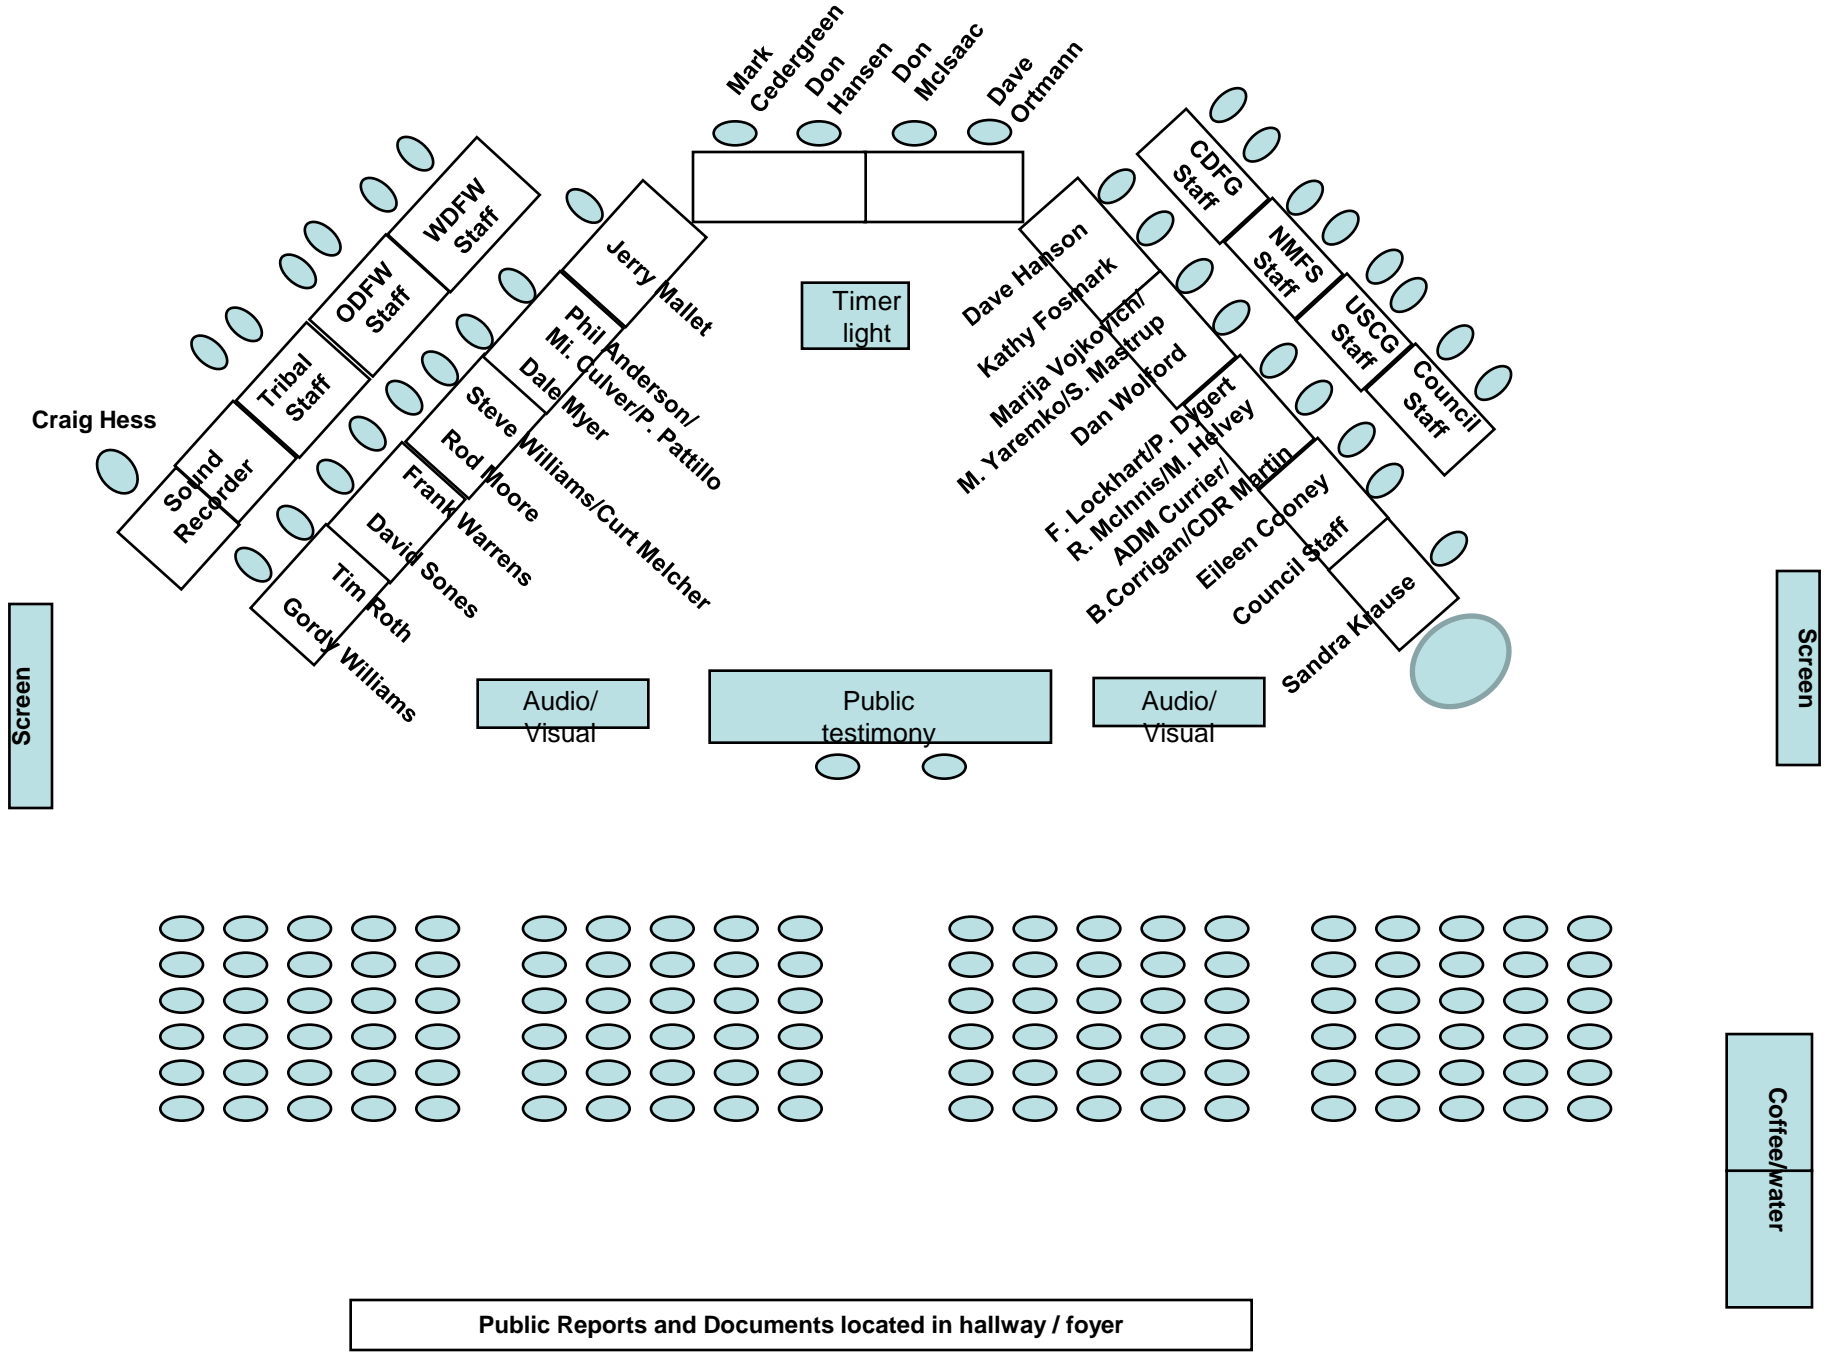 Mark
Cedergreen
Don
Hansen
Don
McIsaac
Dave
Ortmann
WDFW
Staff
ODFW
Staff
Tribal
Staff
Sound
Recorder
Craig Hess
Jerry Mallet
Phil Anderson/
Mi. Culver/P. Pattillo
Dale Myer
Steve Williams/Curt Melcher
Rod Moore
Frank Warrens
David Sones
Tim Roth
Gordy Williams
Timer
light
Dave Hanson
Kathy Fosmark
Marija Vojkovich/
M. Yaremko/S. Mastrup
Dan Wolford
F. Lockhart/P. Dygert
R. McInnis/M. Helvey
ADM Currier/
B.Corrigan/CDR Martin
Eileen Cooney
Council Staff
Sandra Krause
CDFG
Staff
NMFS
Staff
USCG
Staff
Council
Staff
Screen
Audio/
Visual
Public
testimony
Audio/
Visual
Screen
Coffee/water
Public Reports and Documents located in hallway / foyer